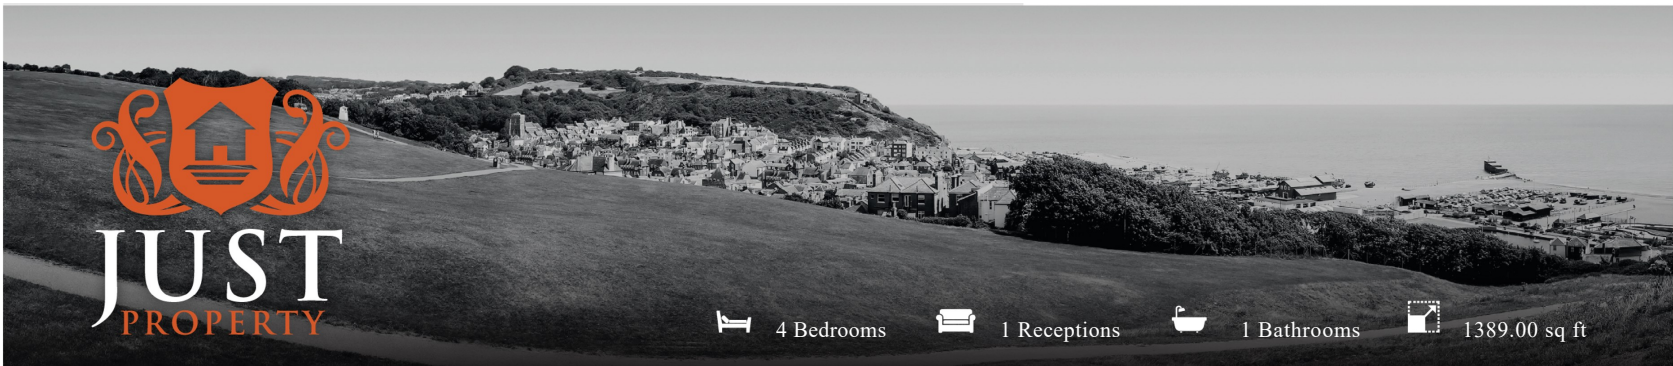 JUST
PROPERTY
4 Bedrooms
1 Receptions
1 Bathrooms
1389.00 sq ft